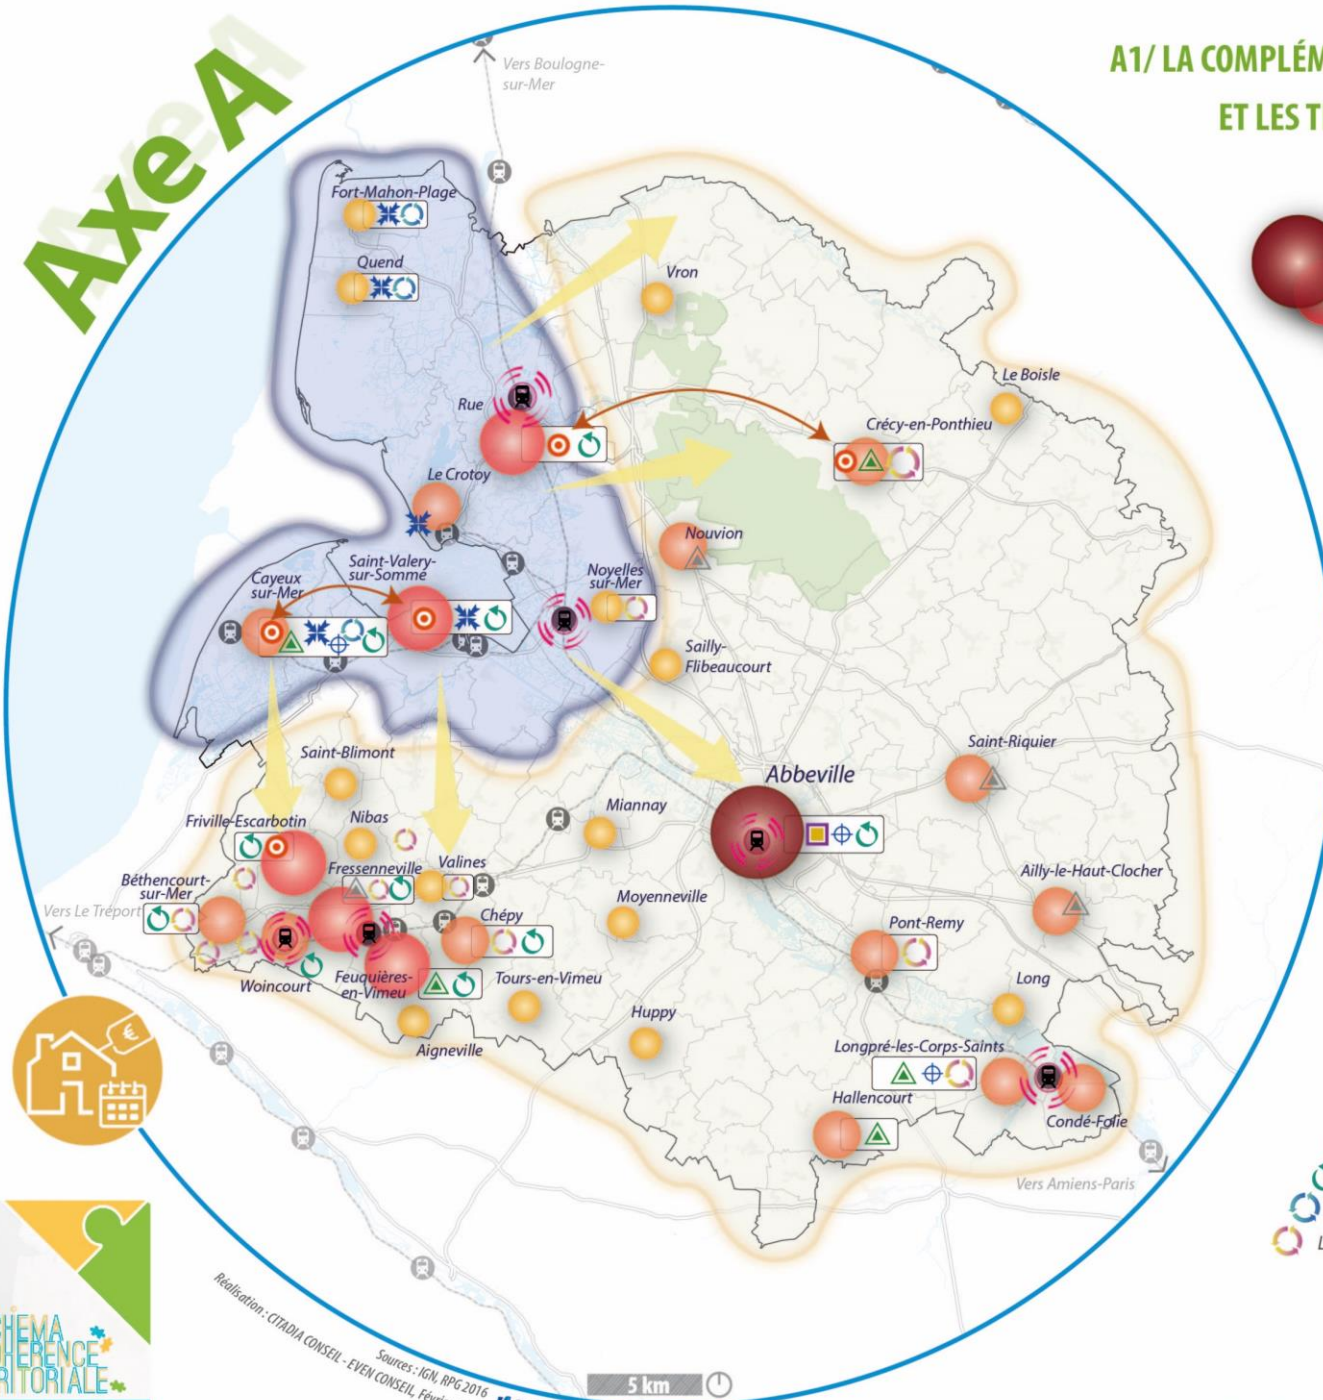 Axe A
A1/ LA COMPLÉM
ET LES T
Vers Boulogne-
sur-Mer
Fort-Mahon-Plage
Quend
Vron
Rue
Le Boisle
Crécy-en-Ponthieu
Le Crotoy
Nouvion
Saint-Valery-
sur-Somme
Cayeux
sur-Mer
Noyelles
sur-Mer
Sailly-
Flibeaucourt
Saint-Blimont
Abbeville
Saint-Riquier
Friville-Escarbotin
Nibas
Miannay
Fressenneville
Valines
Béthencourt-
sur-Mer
Ailly-le-Haut-Clocher
Moyenneville
Vers Le Tréport
Chépy
Pont-Remy
Woincourt
Feuquières-
en-Vimeu
Tours-en-Vimeu
Long
Huppy
Aigneville
Longpré-les-Corps-Saints
Hallencourt
Condé-Folie
Vers Amiens-Paris
€
L
Réalisation : CITADIA CONSEIL - EVEN CONSEIL, Févri
Sources : IGN, RPG 2016
5 km
HEMA
HÉRENCE
RITORIALE